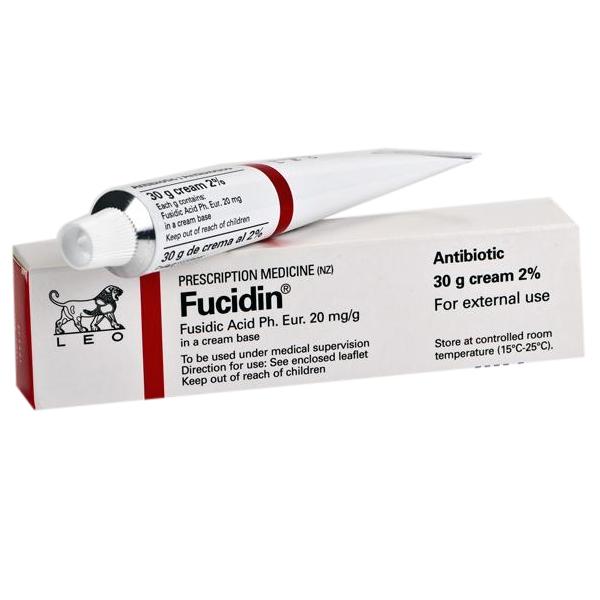 Antibiotic
30 g cream 2%
Each g contains:
Fusidic Acid Ph. Eur. 20 mg
in a cream base
Keep out of reach of children
30 g de crema al 2%
LEO
PRESCRIPTION MEDICINE (NZ)
Fucidin®
Fusidic Acid Ph. Eur. 20 mg/g
in a cream base
To be used under medical supervision
Direction for use: See enclosed leaflet
Keep out of reach of children
Antibiotic
30 g cream 2%
For external use
Store at controlled room
temperature (15°C-25°C).